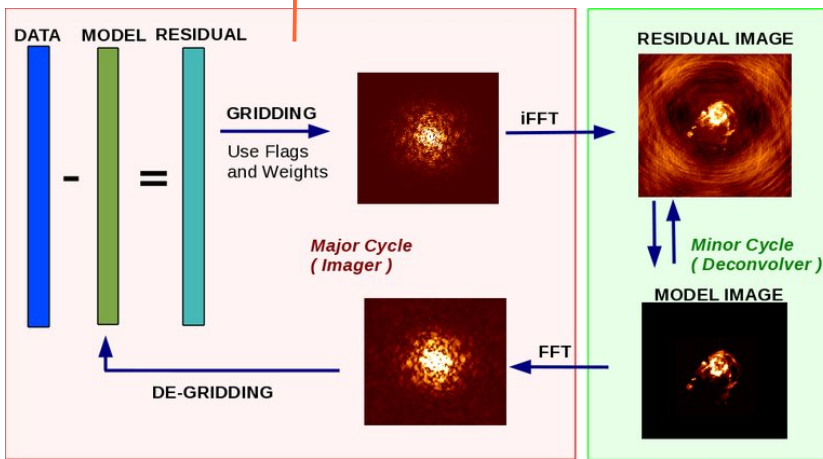 DATA
MODEL
RESIDUAL
-
=
GRIDDING
Use Flags
and Weights
iFFT
RESIDUAL IMAGE
Major Cycle
( Imager )
Minor Cycle
( Deconvolver )
MODEL IMAGE
FFT
DE-GRIDDING